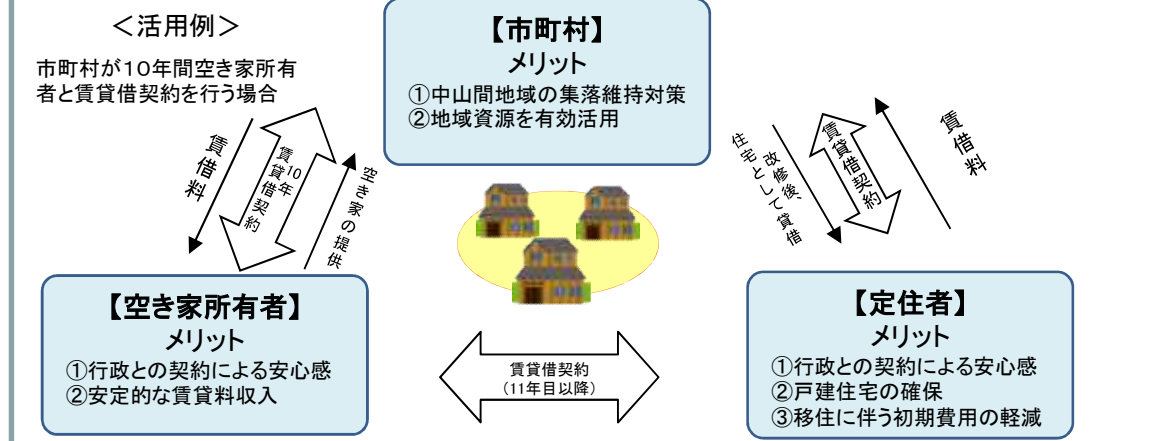 ＜活用例＞
市町村が１０年間空き家所有
者と賃貸借契約を行う場合
【市町村】
メリット
①中山間地域の集落維持対策
②地域資源を有効活用
賃借料
10年
賃貸借契約
空き家の提供
改修後、
住宅として貸借
賃貸借契約
賃借料
【空き家所有者】
メリット
①行政との契約による安心感
②安定的な賃貸料収入
賃貸借契約
（11年目以降）
【定住者】
メリット
①行政との契約による安心感
②戸建住宅の確保
③移住に伴う初期費用の軽減